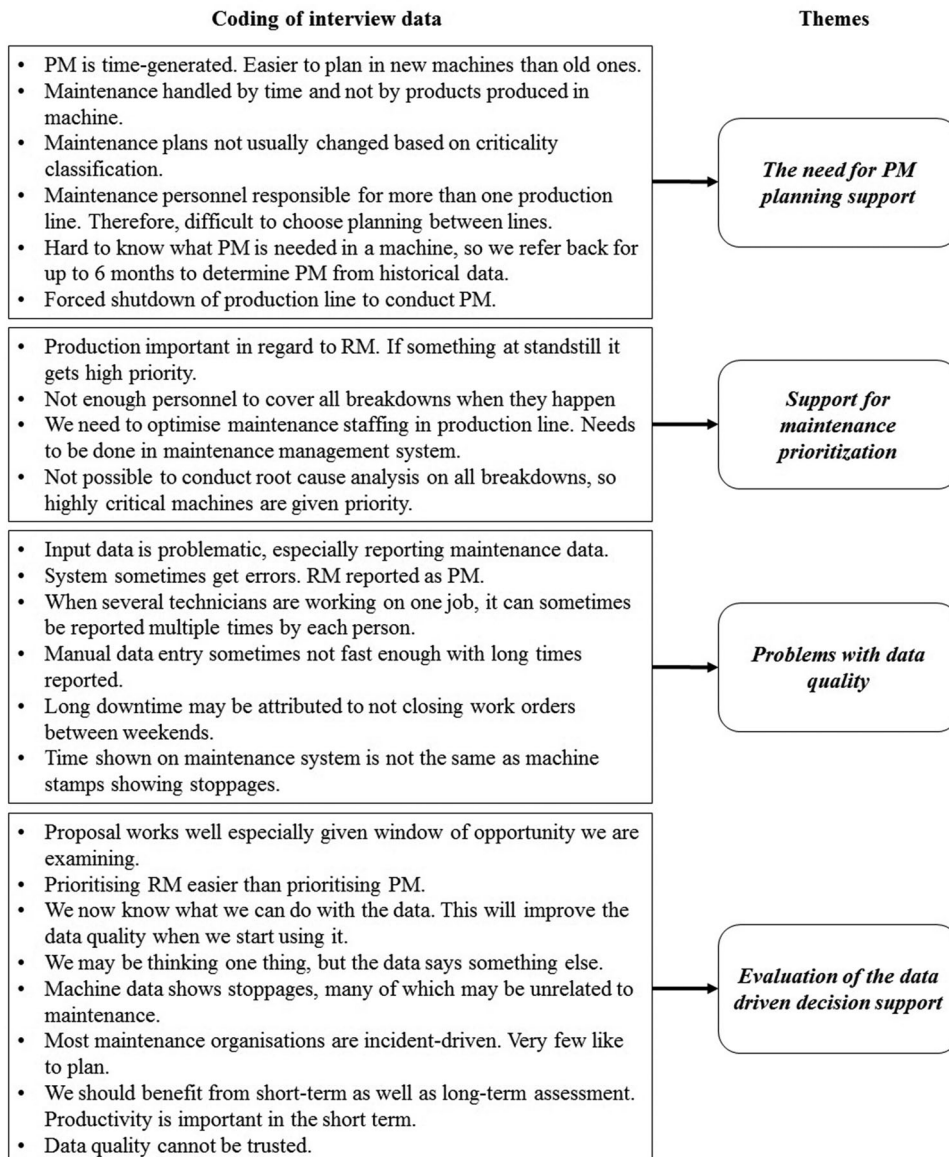 Coding of interview data
Themes
• PM is time-generated. Easier to plan in new machines than old ones.
• Maintenance handled by time and not by products produced in
machine.
• Maintenance plans not usually changed based on criticality
classification.
• Maintenance personnel responsible for more than one production
line. Therefore, difficult to choose planning between lines.
• Hard to know what PM is needed in a machine, so we refer back for
up to 6 months to determine PM from historical data.
• Forced shutdown of production line to conduct PM.
The need for PM
planning support
• Production important in regard to RM. If something at standstill it
gets high priority.
• Not enough personnel to cover all breakdowns when they happen
• We need to optimise maintenance staffing in production line. Needs
to be done in maintenance management system.
• Not possible to conduct root cause analysis on all breakdowns, so
highly critical machines are given priority.
Support for
maintenance
prioritization
• Input data is problematic, especially reporting maintenance data.
• System sometimes get errors. RM reported as PM.
• When several technicians are working on one job, it can sometimes
be reported multiple times by each person.
• Manual data entry sometimes not fast enough with long times
reported.
• Long downtime may be attributed to not closing work orders
between weekends.
• Time shown on maintenance system is not the same as machine
stamps showing stoppages.
Problems with data
quality
• Proposal works well especially given window of opportunity we are
examining.
• Prioritising RM easier than prioritising PM.
• We now know what we can do with the data. This will improve the
data quality when we start using it.
• We may be thinking one thing, but the data says something else.
• Machine data shows stoppages, many of which may be unrelated to
maintenance.
• Most maintenance organisations are incident-driven. Very few like
to plan.
• We should benefit from short-term as well as long-term assessment.
Productivity is important in the short term.
• Data quality cannot be trusted.
Evaluation of the data
driven decision support